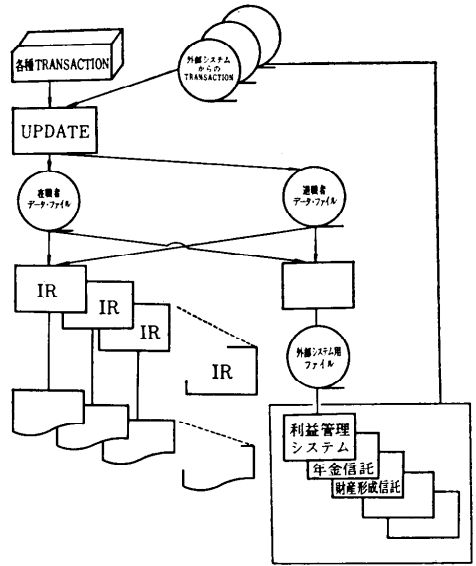 各種TRANSACTION
外部システム
からの
TRANSACTION
UPDATE
在職者
データ・ファイル
退職者
データ・ファイル
IR
IR
IR
IR
外部システム用
ファイル
利益管理
システム
年金信託
財産形成信託